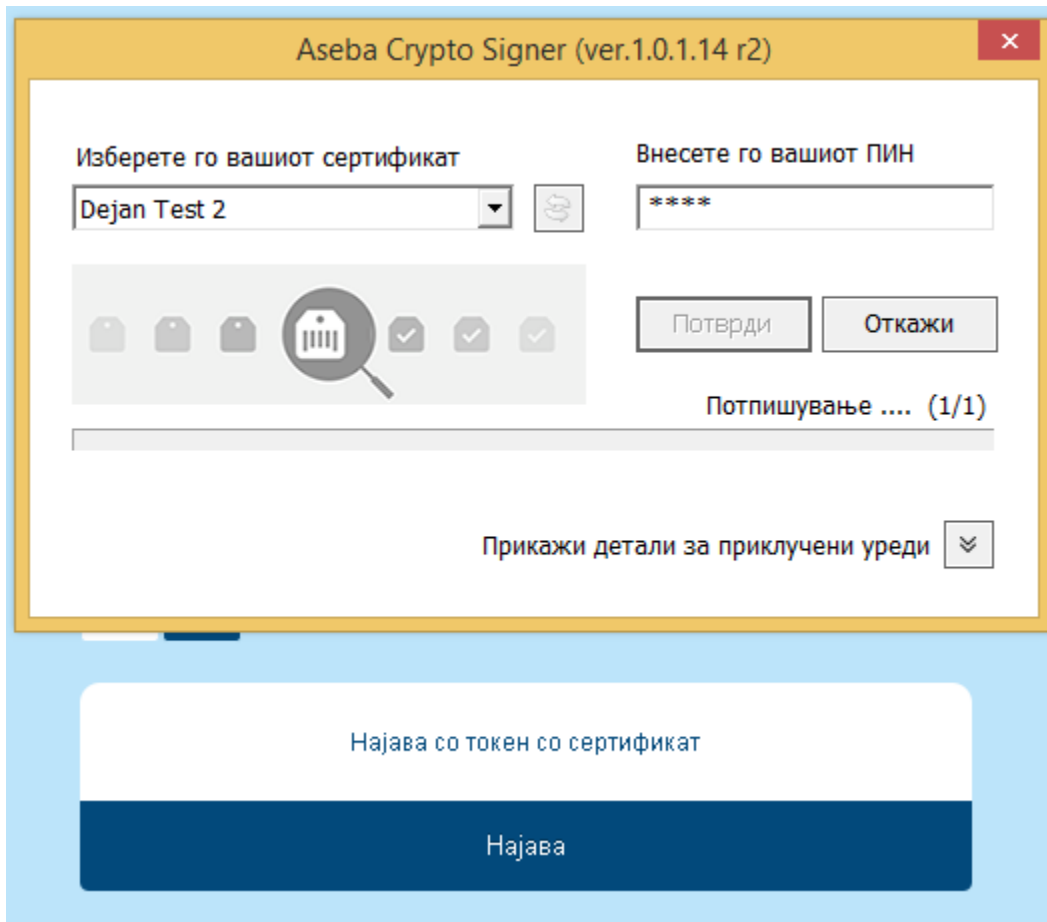 Aseba Crypto Signer (ver.1.0.1.14 r2)
Изберете го вашиот сертификат
Внесете го вашиот ПИН
Dejan Test 2
****
Потврди
Откажи
Потпишување .... (1/1)
Прикажи детали за приклучени уреди
Најава со токен со сертификат
Најава